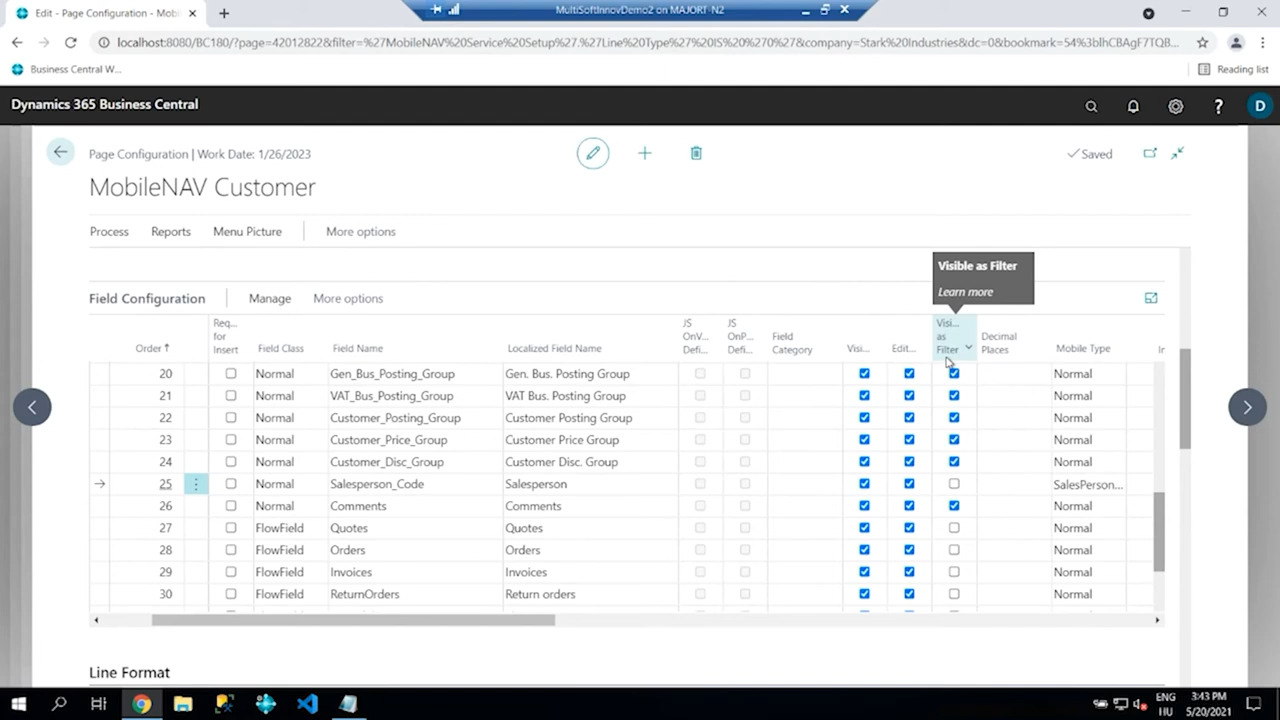 MultiSoftInnovDemo2 on MAJORT-N2
Edit - Page Configuration - Mobil
localhost:8080/BC180/?page=42012822&filter=%27MobileNAV%20Service%20Setup%27.%27Line%20Type%27%20IS%20%270%27&company=Stark%20Industries&dc=0&bookmark=54%3blhCBAgF7TQB...
Business Central W...
Reading list
Dynamics 365 Business Central
?
D
Page Configuration | Work Date: 1/26/2023
Saved
MobileNAV Customer
Process Reports Menu Picture More options
Visible as Filter
Learn more
Field Configuration Manage More options
Order Req... for Insert Field Class Field Name Localized Field Name JS OnV... Defi... JS OnP... Defi... Field Category Visi... Edit... Visi... as Filter Decimal Places Mobile Type Ir
20 Normal Gen_Bus_Posting_Group Gen. Bus. Posting Group Normal
21 Normal VAT_Bus_Posting_Group VAT Bus. Posting Group Normal
22 Normal Customer_Posting_Group Customer Posting Group Normal
23 Normal Customer_Price_Group Customer Price Group Normal
24 Normal Customer_Disc_Group Customer Disc. Group Normal
25 Normal Salesperson_Code Salesperson SalesPerson...
26 Normal Comments Comments Normal
27 FlowField Quotes Quotes Normal
28 FlowField Orders Orders Normal
29 FlowField Invoices Invoices Normal
30 FlowField ReturnOrders Return orders Normal
Line Format
ENG 3:43 PM
HU 5/20/2021